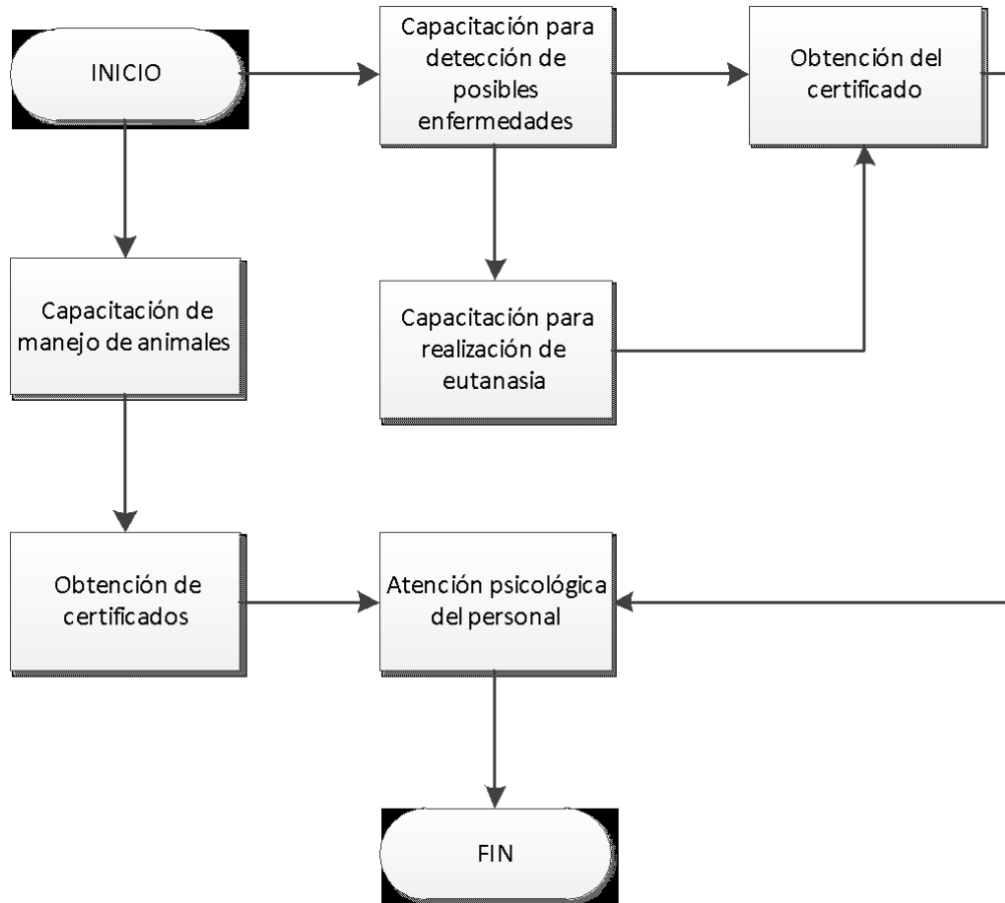 INICIO
Capacitación para
detección de
posibles
enfermedades
Obtención del
certificado
Capacitación de
manejo de animales
Capacitación para
realización de
eutanasia
Obtención de
certificados
Atención psicológica
del personal
FIN